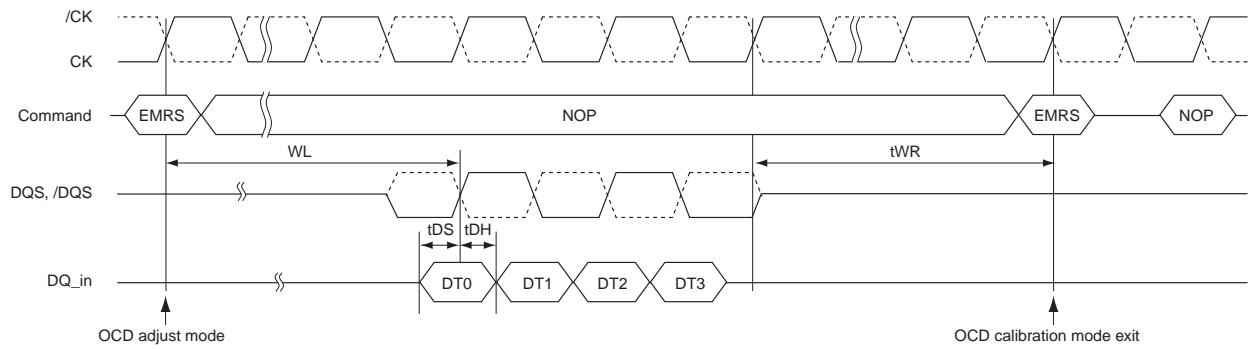 /CK
CK
Command
EMRS
NOP
EMRS
NOP
WL
tWR
DQS, /DQS
tDS
tDH
DQ_in
DT0
DT1
DT2
DT3
OCD adjust mode
OCD calibration mode exit